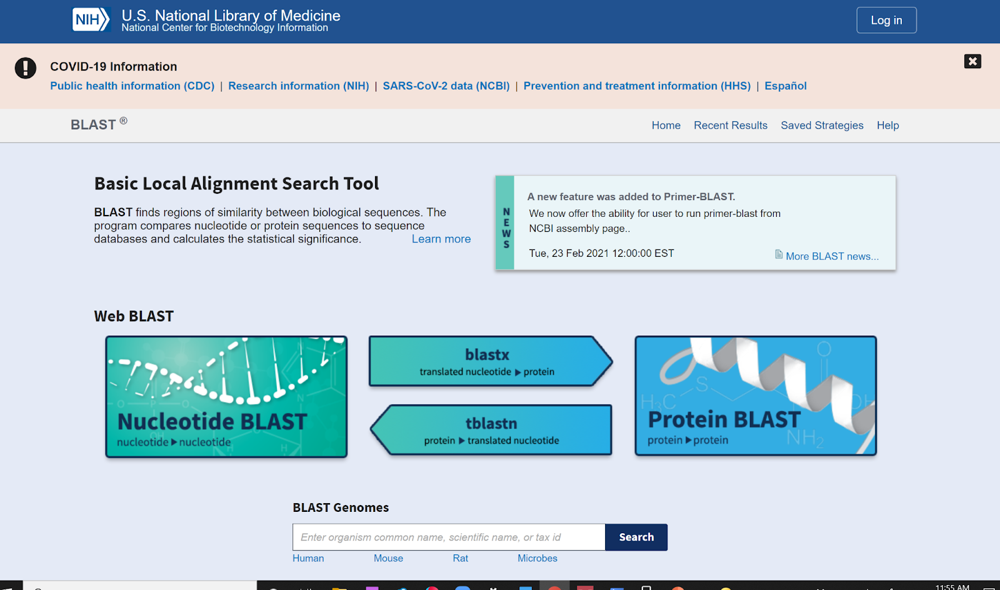 NIH
U.S. National Library of Medicine
National Center for Biotechnology Information
Log in
COVID-19 Information
Public health information (CDC) | Research information (NIH) | SARS-CoV-2 data (NCBI) | Prevention and treatment information (HHS) | Español
BLAST ®
Home Recent Results Saved Strategies Help
Basic Local Alignment Search Tool
BLAST finds regions of similarity between biological sequences. The
program compares nucleotide or protein sequences to sequence
databases and calculates the statistical significance. Learn more
NEWS
A new feature was added to Primer-BLAST.
We now offer the ability for user to run primer-blast from
NCBI assembly page..
Tue, 23 Feb 2021 12:00:00 EST
More BLAST news...
Web BLAST
Nucleotide BLAST
nucleotide ▶ nucleotide
blastx
translated nucleotide ▶ protein
tblastn
protein ▶ translated nucleotide
H₃C S O OH
Protein BLAST
protein ▶ protein
NH₂
BLAST Genomes
Enter organism common name, scientific name, or tax id
Search
Human Mouse Rat Microbes
11:55 AM